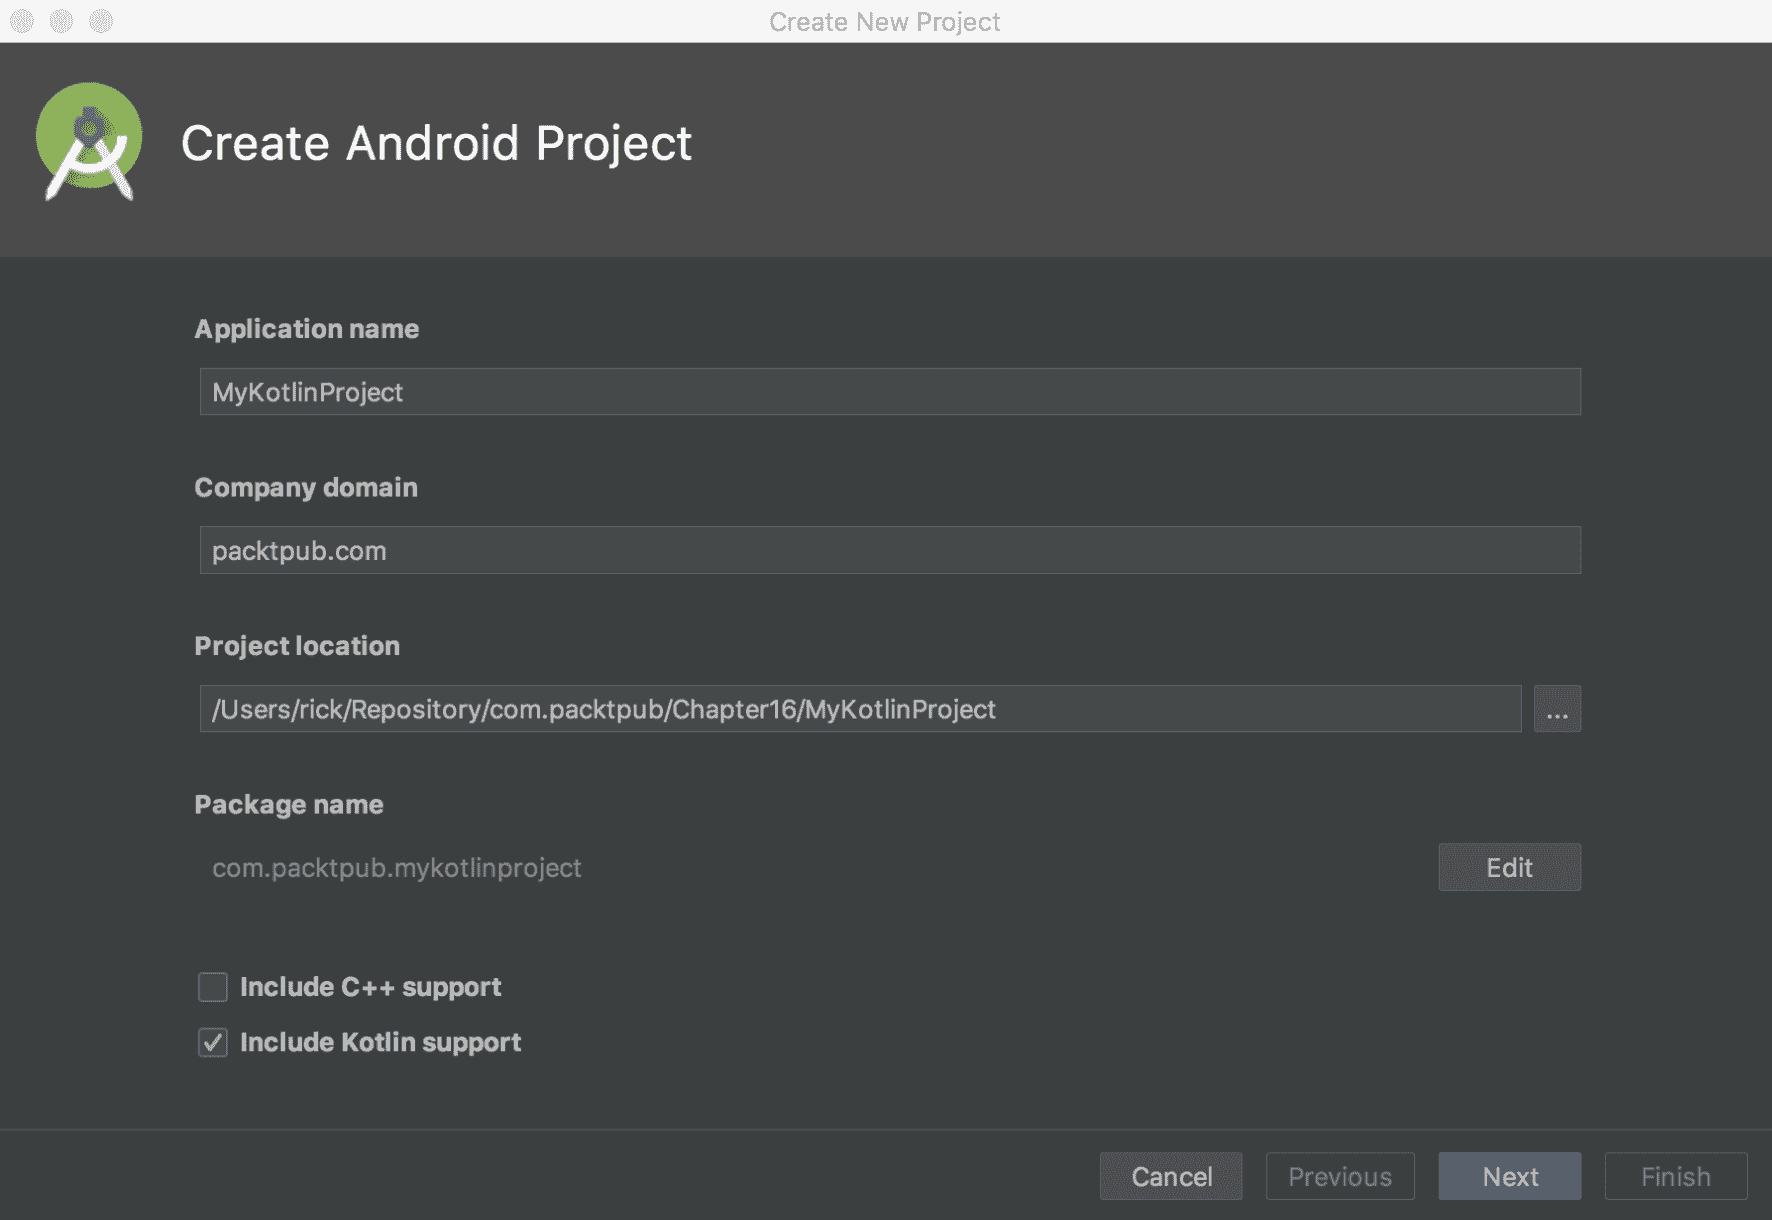 Create New Project
Create Android Project
Application name
MyKotlinProject
Company domain
packtpub.com
Project location
/Users/rick/Repository/com.packtpub/Chapter16/MyKotlinProject
...
Package name
com.packtpub.mykotlinproject
Edit
Include C++ support
Include Kotlin support
Cancel Previous Next Finish